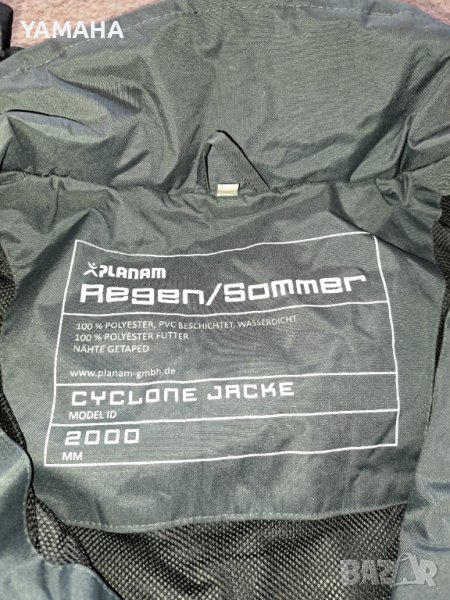 YAMAHA
PLANAM
Regen/Sommer
100 % POLYESTER, PVC BESCHICHTET, WASSERDICHT
100 % POLYESTER FUTTER
NÄHTE GETAPED
www.planam-gmbh.de
CYCLONE JACKE
MODEL ID
2000
MM
BAZAR